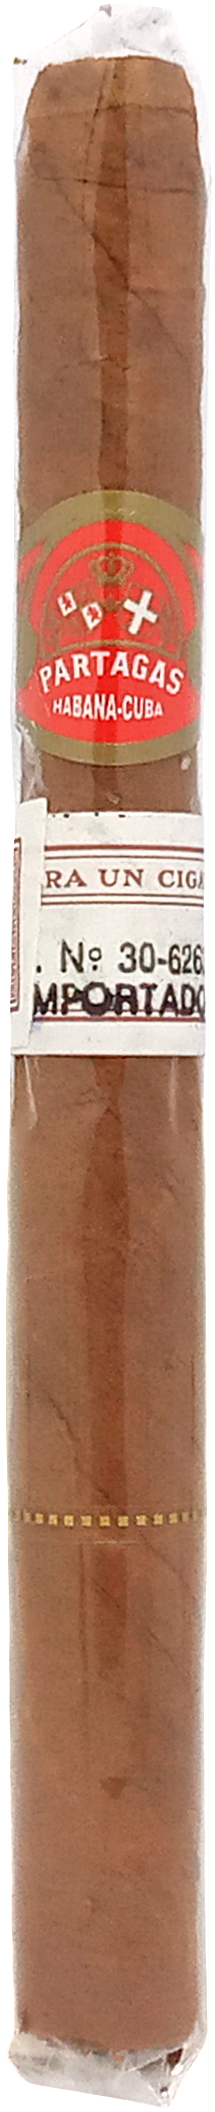 PARTAGAS
HABANA-CUBA
RA UN CIGA
. Nº 30-626
MPORTADO